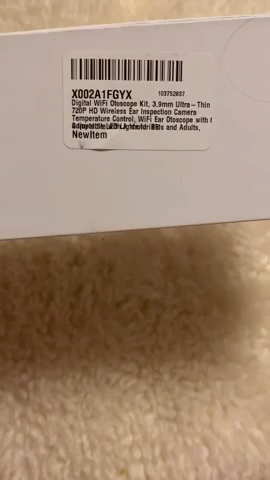 X002A1FGYX 103752837
Digital WiFi Otoscope Kit, 3.9mm Ultra-Thin
720P HD Wireless Ear Inspection Camera
Temperature Control, WiFi Ear Otoscope with
and Adults,
NewItem